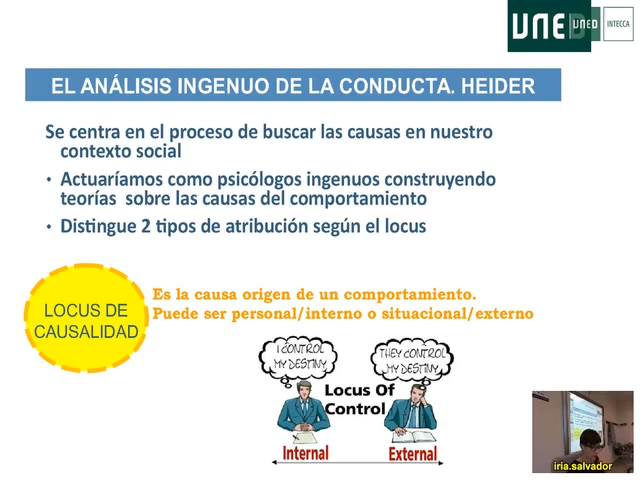 UNED
UNED
INTECCA
EL ANÁLISIS INGENUO DE LA CONDUCTA. HEIDER
Se centra en el proceso de buscar las causas en nuestro
contexto social
• Actuaríamos como psicólogos ingenuos construyendo
teorías sobre las causas del comportamiento
• Distingue 2 tipos de atribución según el locus
LOCUS DE
CAUSALIDAD
Es la causa origen de un comportamiento.
Puede ser personal/interno o situacional/externo
I CONTROL
MY DESTINY
THEY CONTROL
MY DESTINY
Locus Of
Control
Internal
External
iria.salvador